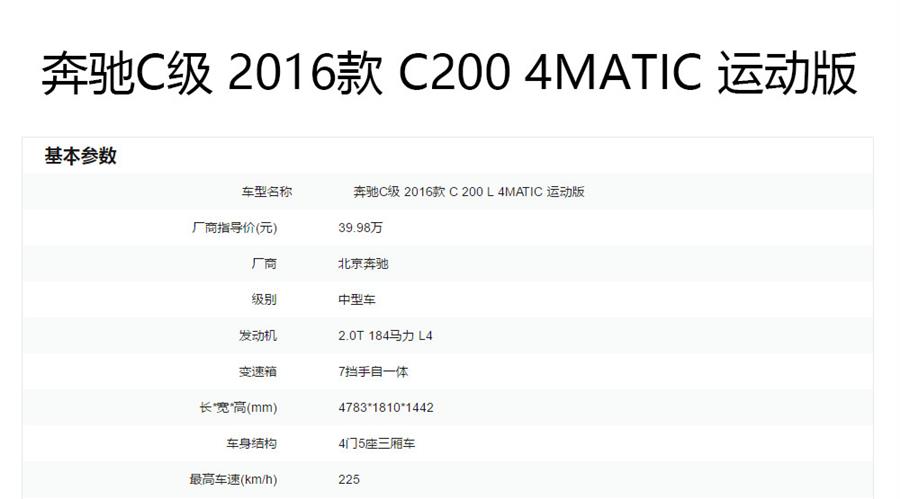 奔驰C级 2016款 C200 4MATIC 运动版
基本参数
车型名称 奔驰C级 2016款 C 200 L 4MATIC 运动版
厂商指导价(元) 39.98万
厂商 北京奔驰
级别 中型车
发动机 2.0T 184马力 L4
变速箱 7挡手自一体
长*宽*高(mm) 4783*1810*1442
车身结构 4门5座三厢车
最高车速(km/h) 225